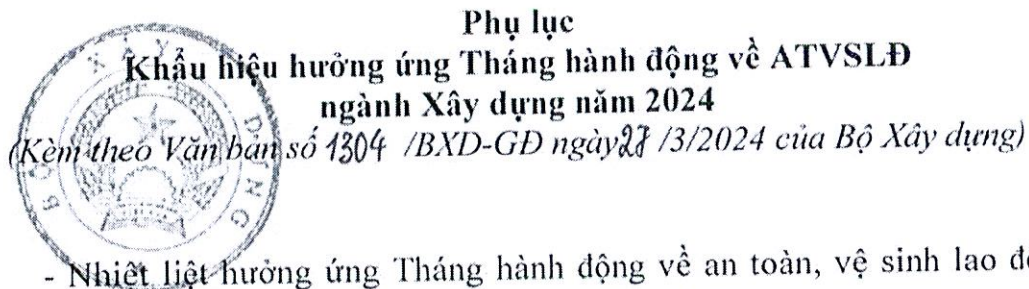 Phụ lục
Khẩu hiệu hưởng ứng Tháng hành động về ATVSLĐ
ngành Xây dựng năm 2024
(Kèm theo Văn bản số 1304 /BXD-GĐ ngày 27 /3/2024 của Bộ Xây dựng)
- Nhiệt liệt hưởng ứng Tháng hành động về an toàn, vệ sinh lao